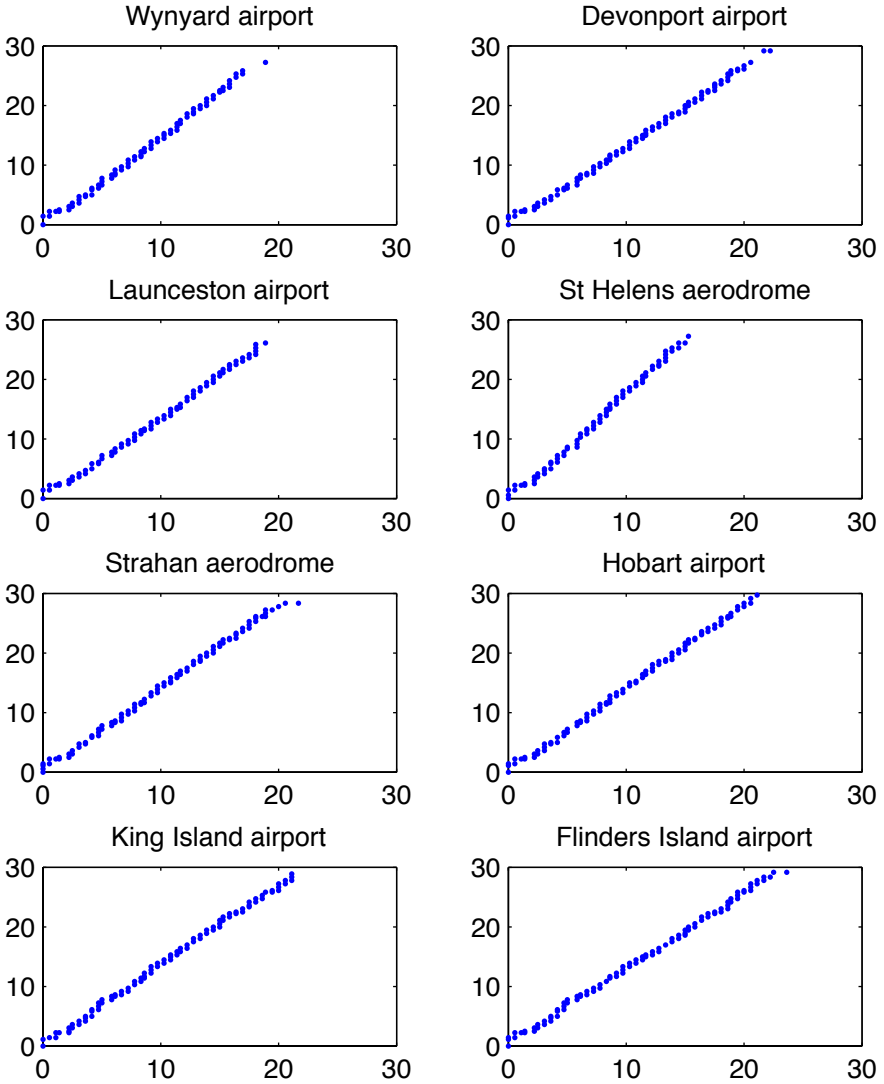 Wynyard airport
Devonport airport
30
20
10
0
0 10 20 30
30
20
10
0
0 10 20 30
Launceston airport
St Helens aerodrome
30
20
10
0
0 10 20 30
30
20
10
0
0 10 20 30
Strahan aerodrome
Hobart airport
30
20
10
0
0 10 20 30
30
20
10
0
0 10 20 30
King Island airport
Flinders Island airport
30
20
10
0
0 10 20 30
30
20
10
0
0 10 20 30